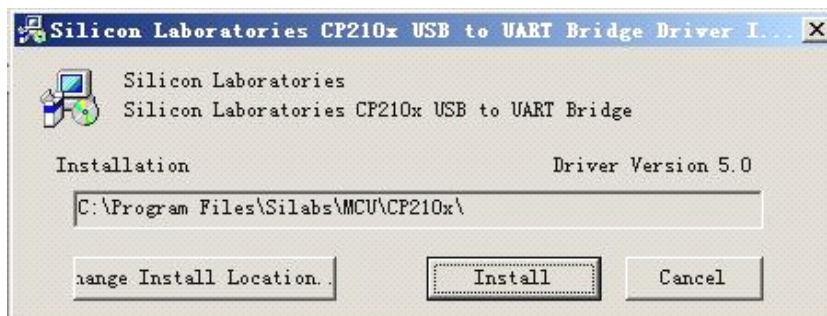 Silicon Laboratories CP210x USB to UART Bridge Driver I...
Silicon Laboratories
Silicon Laboratories CP210x USB to UART Bridge
Installation Driver Version 5.0
C:\Program Files\Silabs\MCU\CP210x\
hange Install Location.. Install Cancel